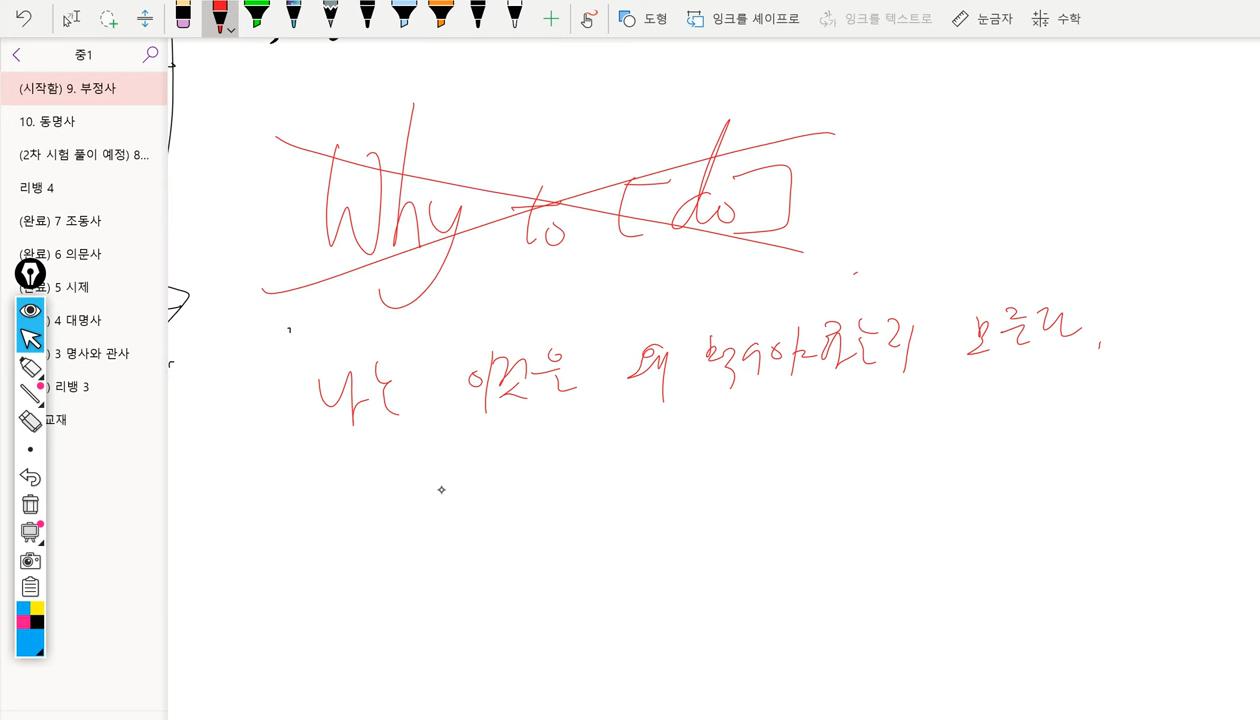 도형
잉크를 셰이프로
잉크를 텍스트로
눈금자
수학
중1
(시작함) 9. 부정사
10. 동명사
(2차 시험 풀이 예정) 8...
리뱅 4
(완료) 7 조동사
(완료) 6 의문사
5 시제
) 4 대명사
) 3 명사와 관사
) 리뱅 3
교재
Why to [do]
나는 이것은 왜 먹어야 하는지 모른다.